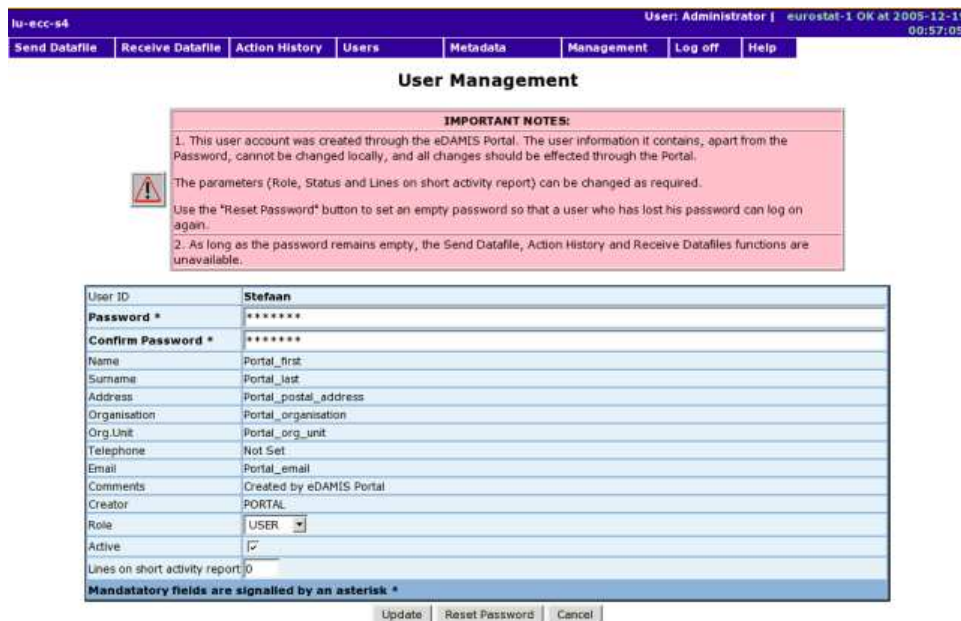 lu-ecc-s4
User: Administrator | eurostat-1 OK at 2005-12-19
00:57:05
Send Datafile Receive Datafile Action History Users Metadata Management Log off Help
User Management
IMPORTANT NOTES:
1. This user account was created through the eDAMIS Portal. The user information it contains, apart from the
Password, cannot be changed locally, and all changes should be effected through the Portal.
The parameters (Role, Status and Lines on short activity report) can be changed as required.
Use the "Reset Password" button to set an empty password so that a user who has lost his password can log on
again.
2. As long as the password remains empty, the Send Datafile, Action History and Receive Datafiles functions are
unavailable.
User ID Stefaan
Password * *******
Confirm Password * *******
Name Portal_first
Surname Portal_last
Address Portal_postal_address
Organisation Portal_organisation
Org.Unit Portal_org_unit
Telephone Not Set
Email Portal_email
Comments Created by eDAMIS Portal
Creator PORTAL
Role USER
Active
Lines on short activity report 0
Mandatatory fields are signalled by an asterisk *
Update Reset Password Cancel